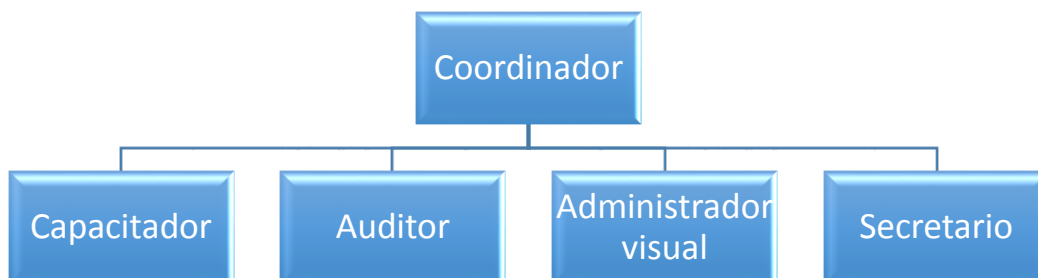 Coordinador
Capacitador
Auditor
Administrador
visual
Secretario